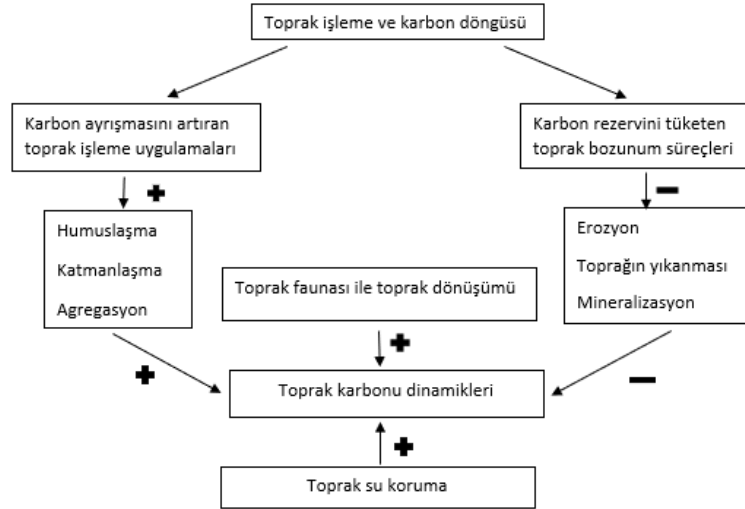 Toprak işleme ve karbon döngüsü
Karbon ayrışmasını artıran
toprak işleme uygulamaları
Karbon rezervini tüketen
toprak bozunum süreçleri
Humuslaşma
Katmanlaşma
Agregasyon
Toprak faunası ile toprak dönüşümü
Erozyon
Toprağın yıkanması
Mineralizasyon
Toprak karbonu dinamikleri
Toprak su koruma